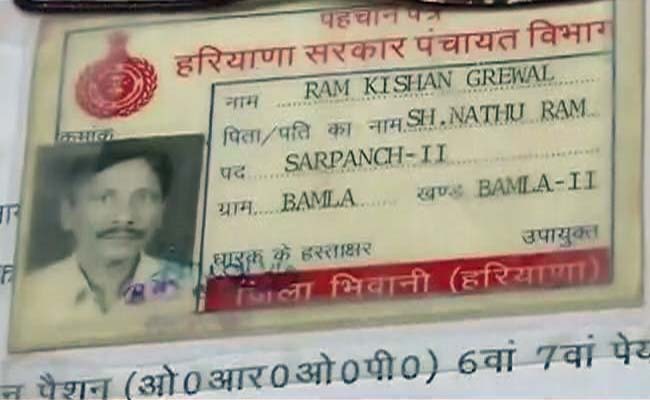 पहचान पत्र
हरियाणा सरकार पंचायत विभाग
नाम RAM KISHAN GREWAL
क्रमांक
पिता/पति का नाम SH.NATHU RAM
पद SARPANCH-II
ग्राम BAMLA खण्ड BAMLA-II
धारक के हस्ताक्षर उपायुक्त
जिला भिवानी (हरियाणा)
न पैशन (ओ0आर0ओ0पी0) 6वां 7वां पे